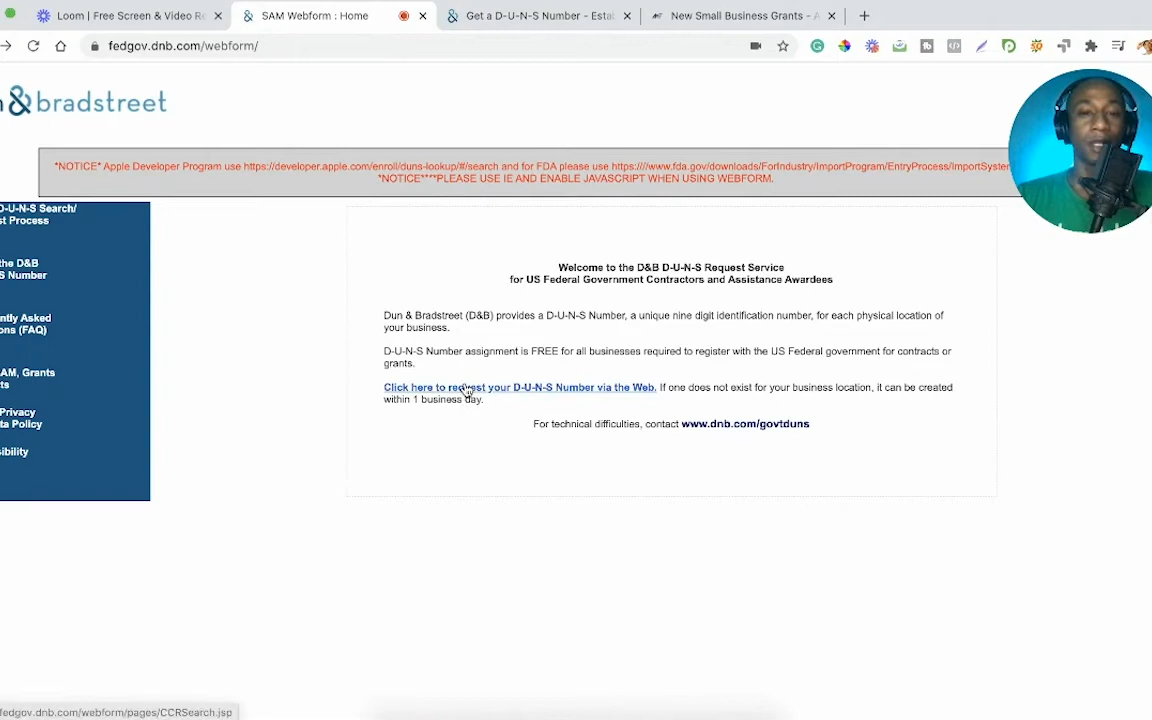 Loom | Free Screen & Video Re
SAM Webform : Home
Get a D-U-N-S Number - Estab
New Small Business Grants - A
fedgov.dnb.com/webform/
& bradstreet
*NOTICE* Apple Developer Program use https://developer.apple.com/enroll/duns-lookup/#/search and for FDA please use https:////www.fda.gov/downloads/ForIndustry/ImportProgram/EntryProcess/ImportSystem
*NOTICE****PLEASE USE IE AND ENABLE JAVASCRIPT WHEN USING WEBFORM.
D-U-N-S Search/
st Process
the D&B
S Number
ntly Asked
ons (FAQ)
AM, Grants
ts
Privacy
ta Policy
sibility
Welcome to the D&B D-U-N-S Request Service
for US Federal Government Contractors and Assistance Awardees
Dun & Bradstreet (D&B) provides a D-U-N-S Number, a unique nine digit identification number, for each physical location of
your business.
D-U-N-S Number assignment is FREE for all businesses required to register with the US Federal government for contracts or
grants.
Click here to request your D-U-N-S Number via the Web. If one does not exist for your business location, it can be created
within 1 business day.
For technical difficulties, contact www.dnb.com/govtduns
fedgov.dnb.com/webform/pages/CCRSearch.jsp